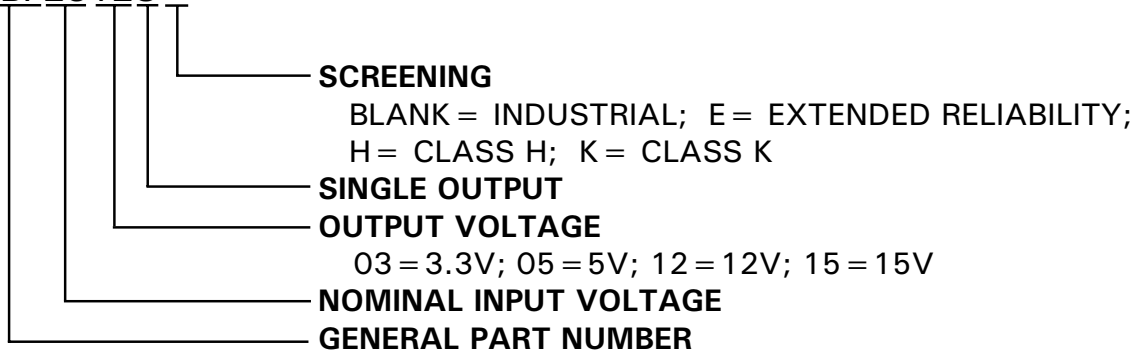 SCREENING
BLANK = INDUSTRIAL; E = EXTENDED RELIABILITY;
H = CLASS H; K = CLASS K
SINGLE OUTPUT
OUTPUT VOLTAGE
03 = 3.3V; 05 = 5V; 12 = 12V; 15 = 15V
NOMINAL INPUT VOLTAGE
GENERAL PART NUMBER